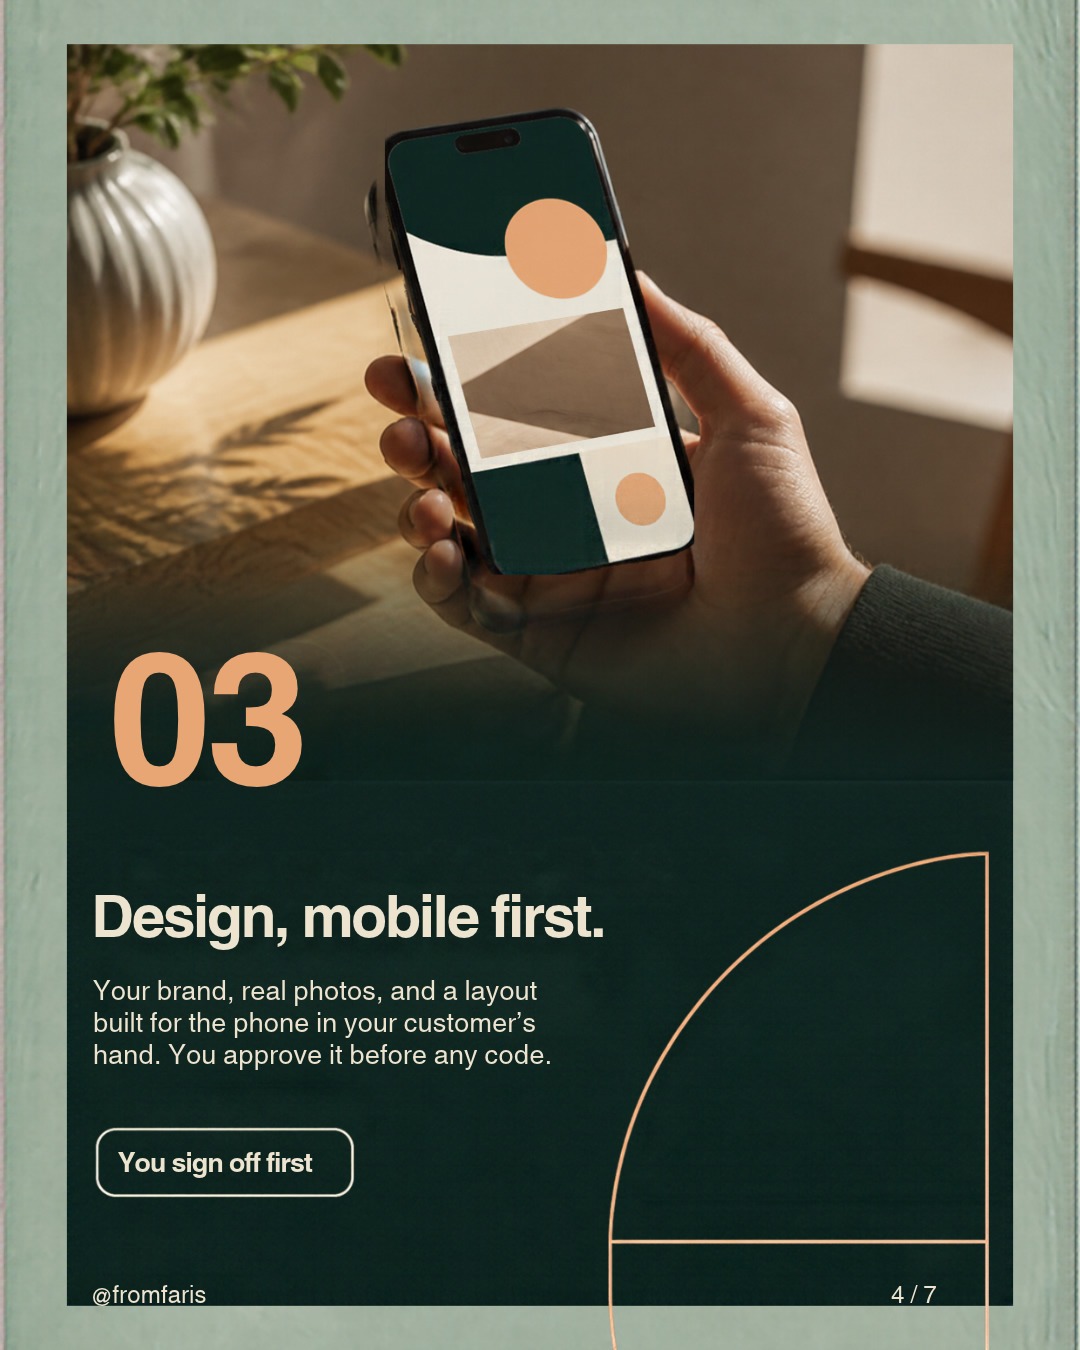 03
Design, mobile first.
Your brand, real photos, and a layout
built for the phone in your customer’s
hand. You approve it before any code.
You sign off first
@fromfaris
4 / 7